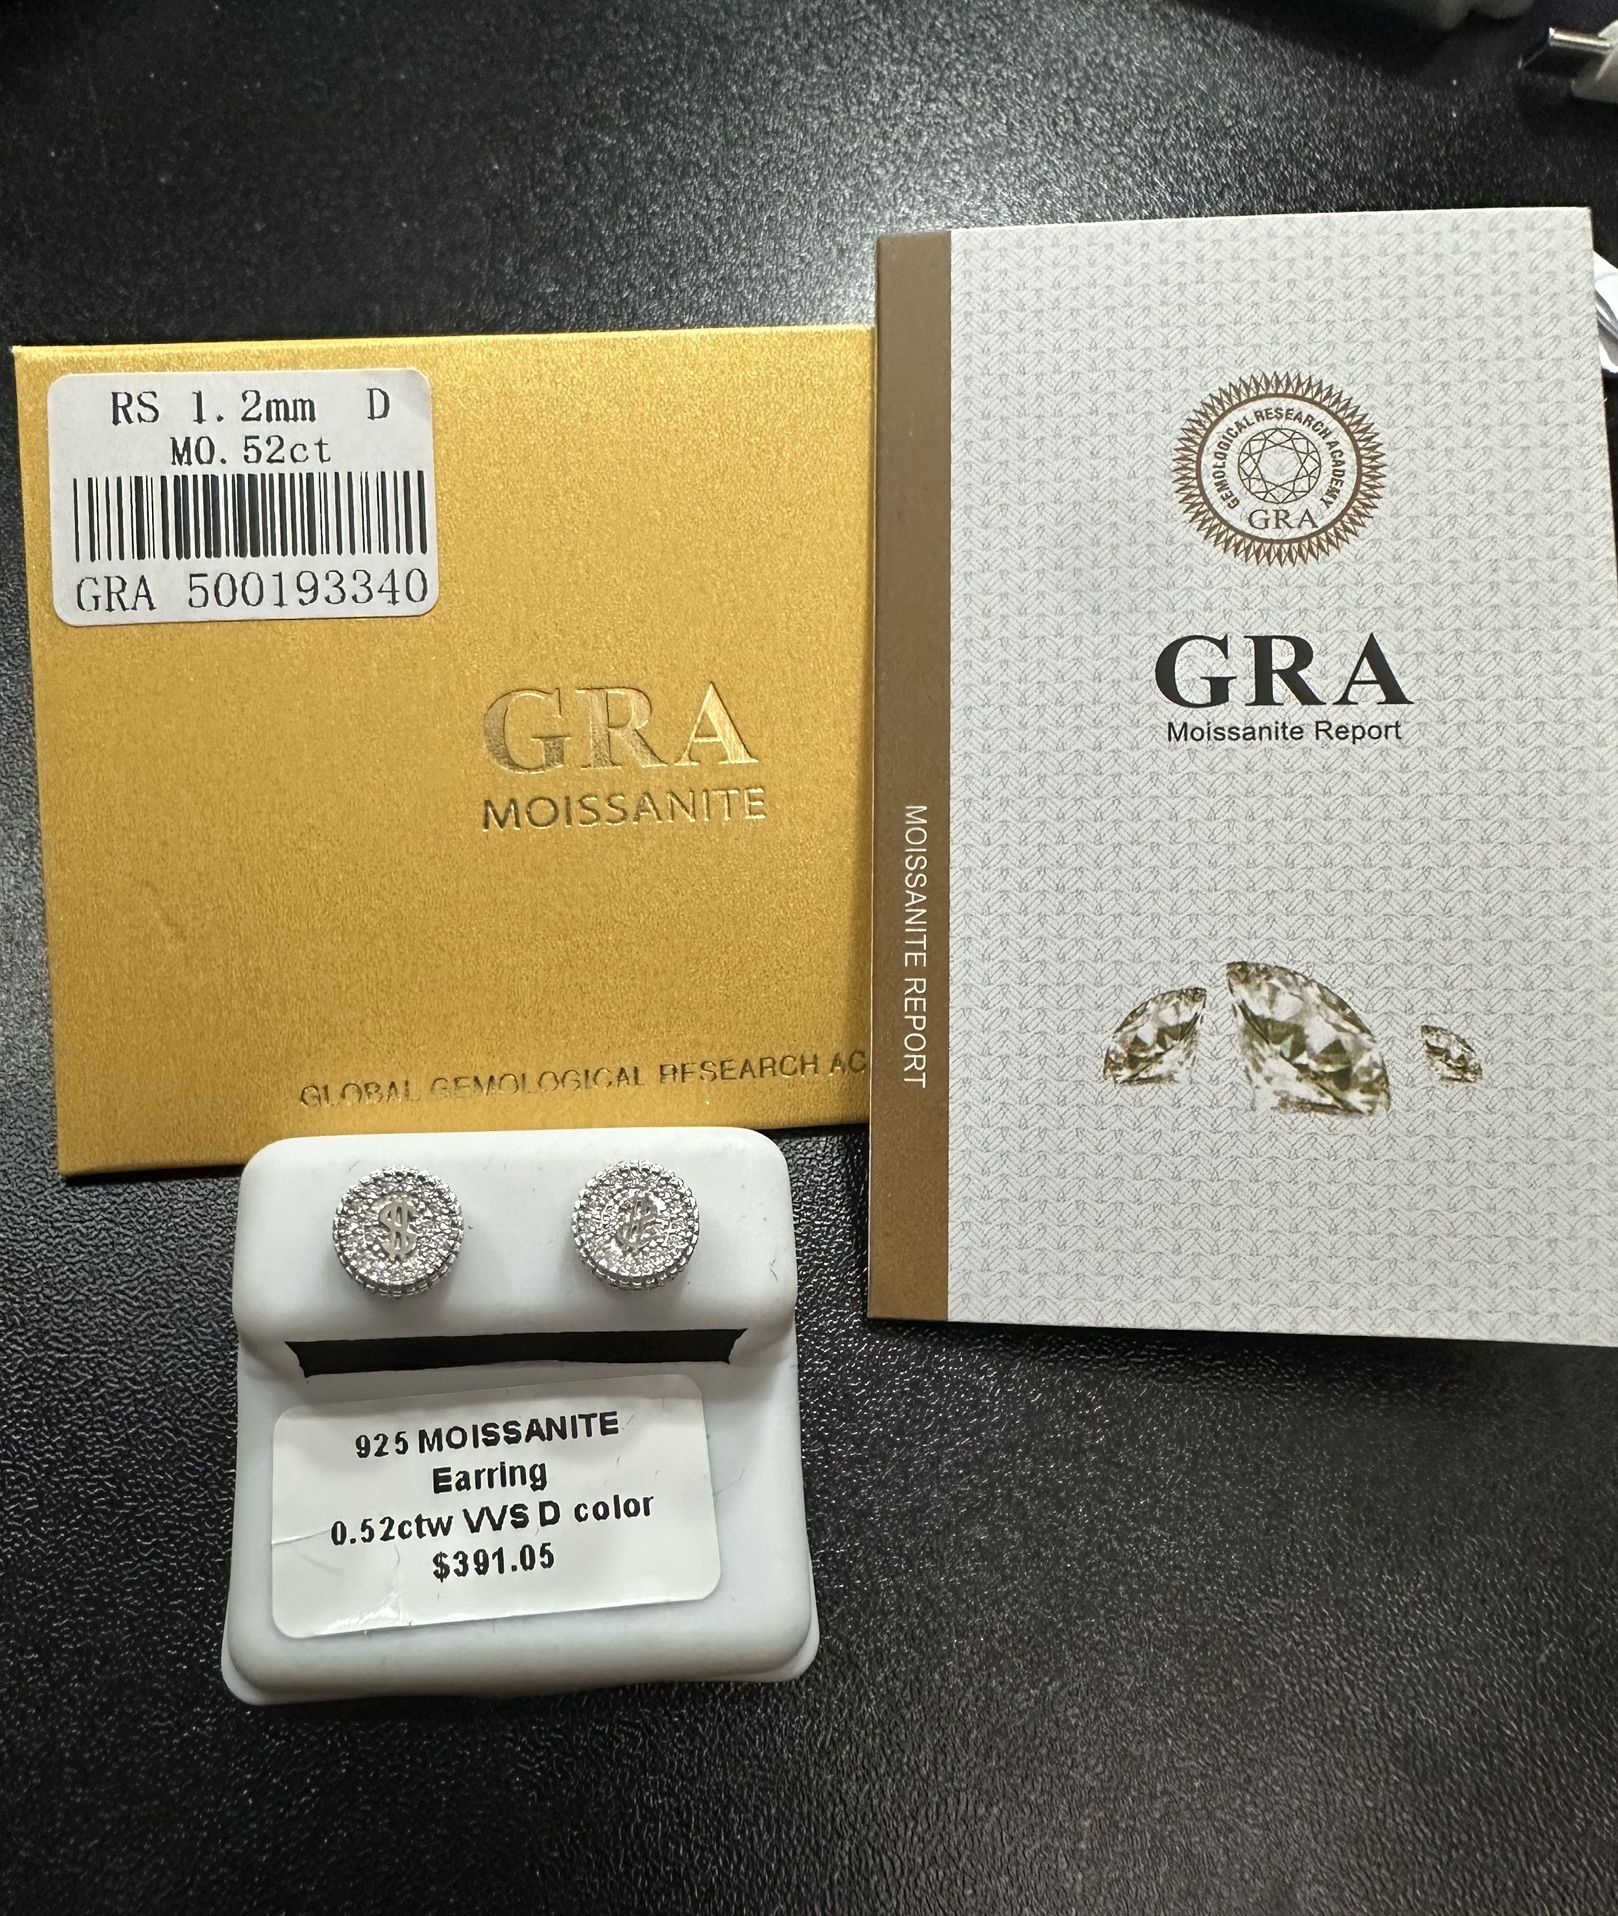 RS 1.2mm D
M0.52ct
GRA 500193340
GRA
MOISSANITE
GLOBAL GEMOLOGICAL RESEARCH AC
GEMOLOGICAL RESEARCH ACADEMY
GRA
GRA
Moissanite Report
MOISSANITE REPORT
$
$
925 MOISSANITE
Earring
0.52ctw VVS D color
$391.05